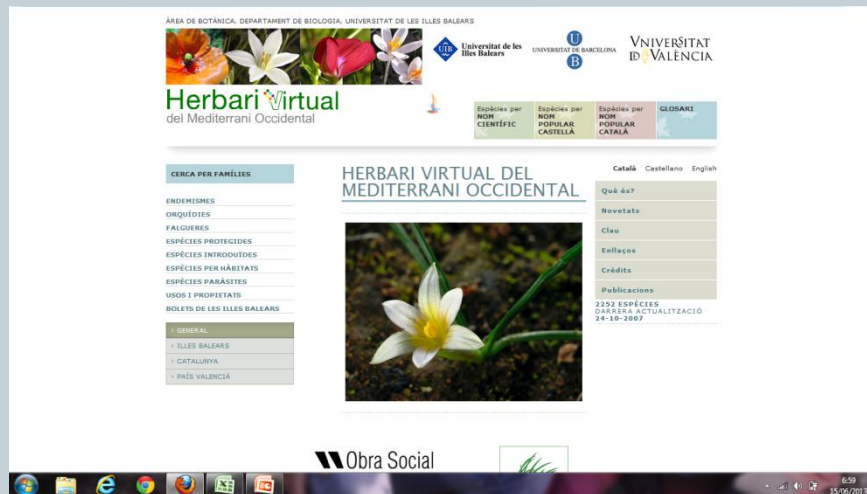 ÀREA DE BOTÀNICA, DEPARTAMENT DE BIOLOGIA, UNIVERSITAT DE LES ILLES BALEARS
UIB
Universitat de les
Illes Balears
U
UNIVERSITAT DE BARCELONA
B
VNIVERSITAT
ID VALÈNCIA
Herbari Virtual
del Mediterrani Occidental
Espècies per
NOM
CIENTÍFIC
Espècies per
NOM
POPULAR
CASTELLÀ
Espècies per
NOM
POPULAR
CATALÀ
GLOSARI
CERCA PER FAMÍLIES
ENDEMISMES
ORQUÍDIES
FALGUERES
ESPÈCIES PROTEGIDES
ESPÈCIES INTRODUÏDES
ESPÈCIES PER HÀBITATS
ESPÈCIES PARÀSITES
USOS I PROPIETATS
BOLETS DE LES ILLES BALEARS
› GENERAL
› ILLES BALEARS
› CATALUNYA
› PAÍS VALENCIÀ
HERBARI VIRTUAL DEL
MEDITERRANI OCCIDENTAL
Català Castellano English
Què és?
Novetats
Clau
Enllaços
Crèdits
Publicacions
2252 ESPÈCIES
DARRERA ACTUALITZACIÓ
24-10-2007
Obra Social
6:59